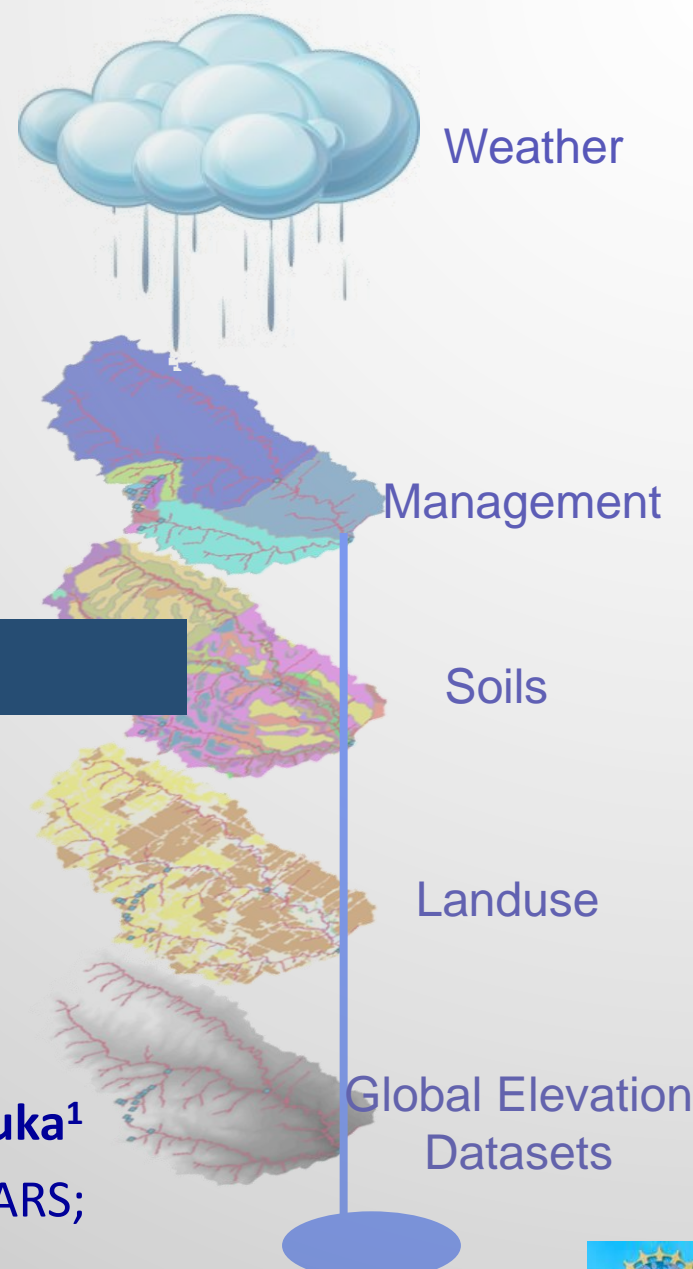 Weather
Management
Soils
Landuse
Global Elevation
Datasets
uka¹
ARS;